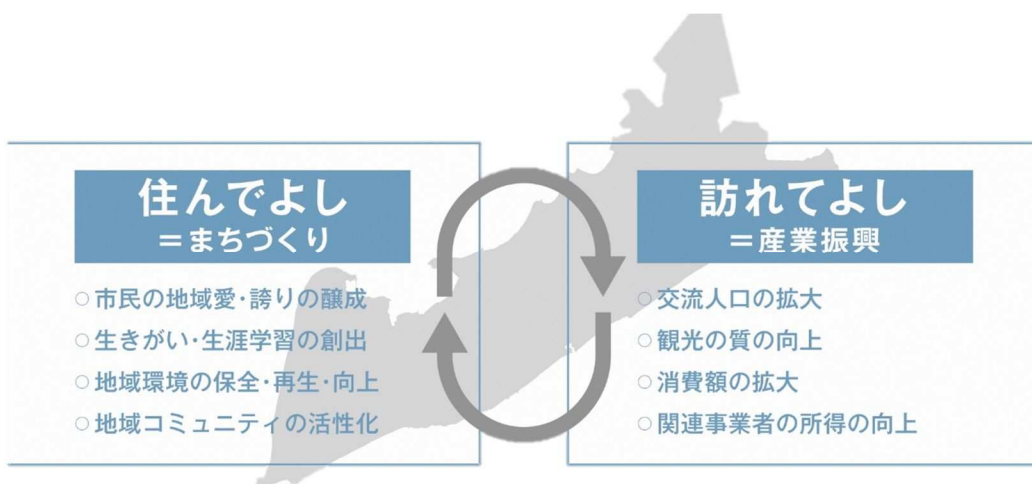 住んでよし
＝まちづくり
○市民の地域愛・誇りの醸成
○生きがい・生涯学習の創出
○地域環境の保全・再生・向上
○地域コミュニティの活性化
訪れてよし
＝産業振興
○交流人口の拡大
○観光の質の向上
○消費額の拡大
○関連事業者の所得の向上